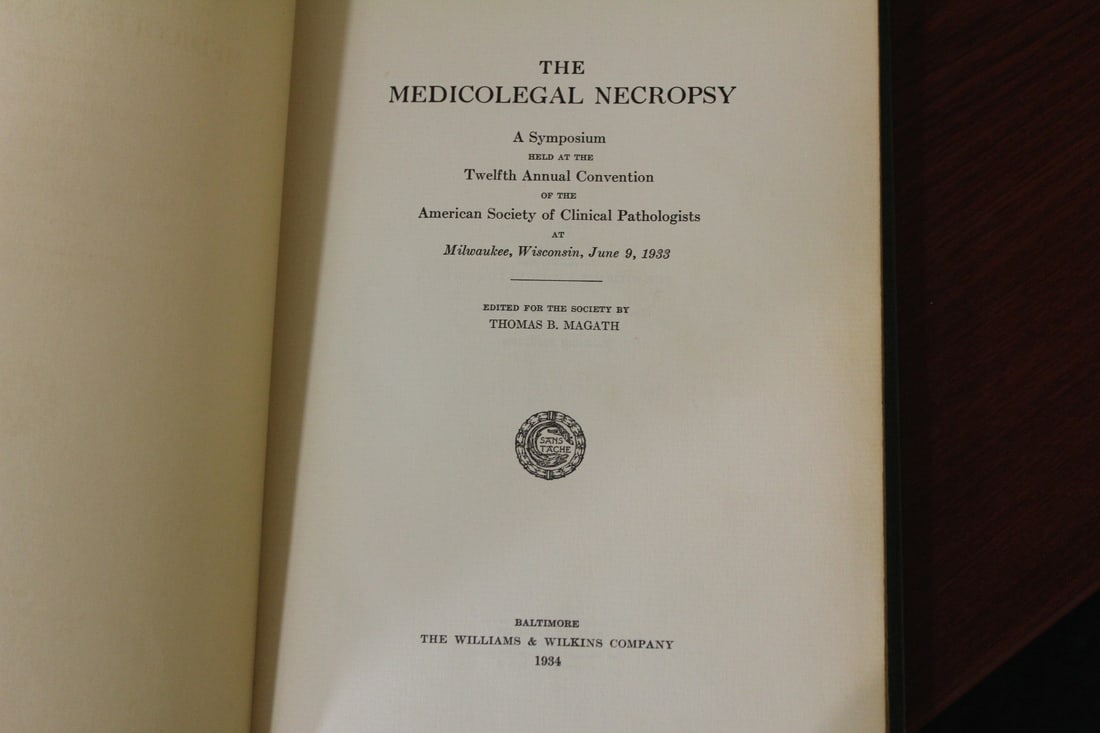 THE
MEDICOLEGAL NECROPSY
A Symposium
HELD AT THE
Twelfth Annual Convention
OF THE
American Society of Clinical Pathologists
AT
Milwaukee, Wisconsin, June 9, 1933
EDITED FOR THE SOCIETY BY
THOMAS B. MAGATH
SANS
TACHE
BALTIMORE
THE WILLIAMS & WILKINS COMPANY
1934